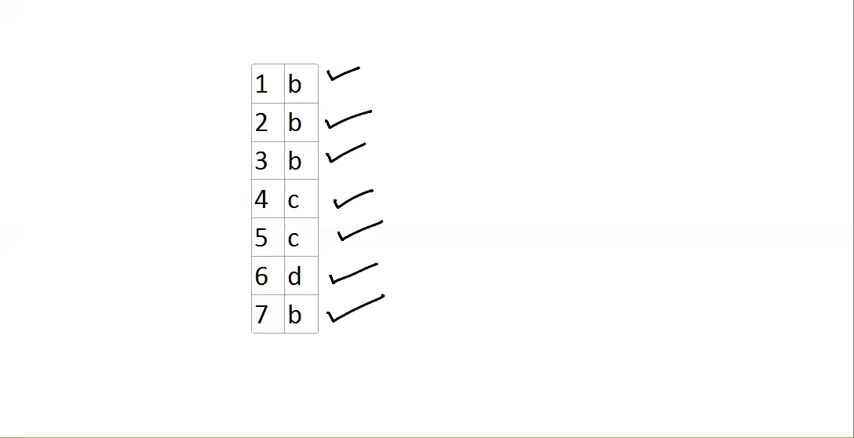 1 b ✓
2 b ✓
3 b ✓
4 c ✓
5 c ✓
6 d ✓
7 b ✓